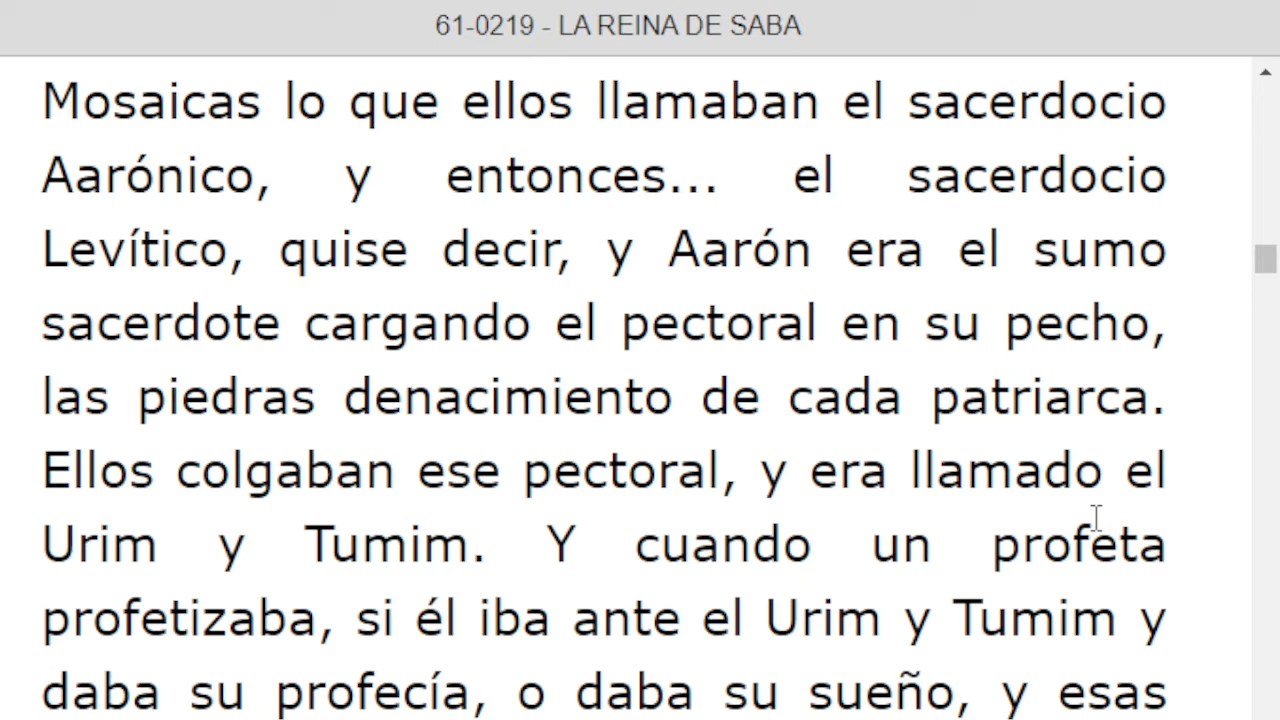 61-0219 - LA REINA DE SABA
Mosaicas lo que ellos llamaban el sacerdocio
Aarónico, y entonces... el sacerdocio
Levítico, quise decir, y Aarón era el sumo
sacerdote cargando el pectoral en su pecho,
las piedras denacimiento de cada patriarca.
Ellos colgaban ese pectoral, y era llamado el
Urim y Tumim. Y cuando un profeta
profetizaba, si él iba ante el Urim y Tumim y
daba su profecía, o daba su sueño, y esas